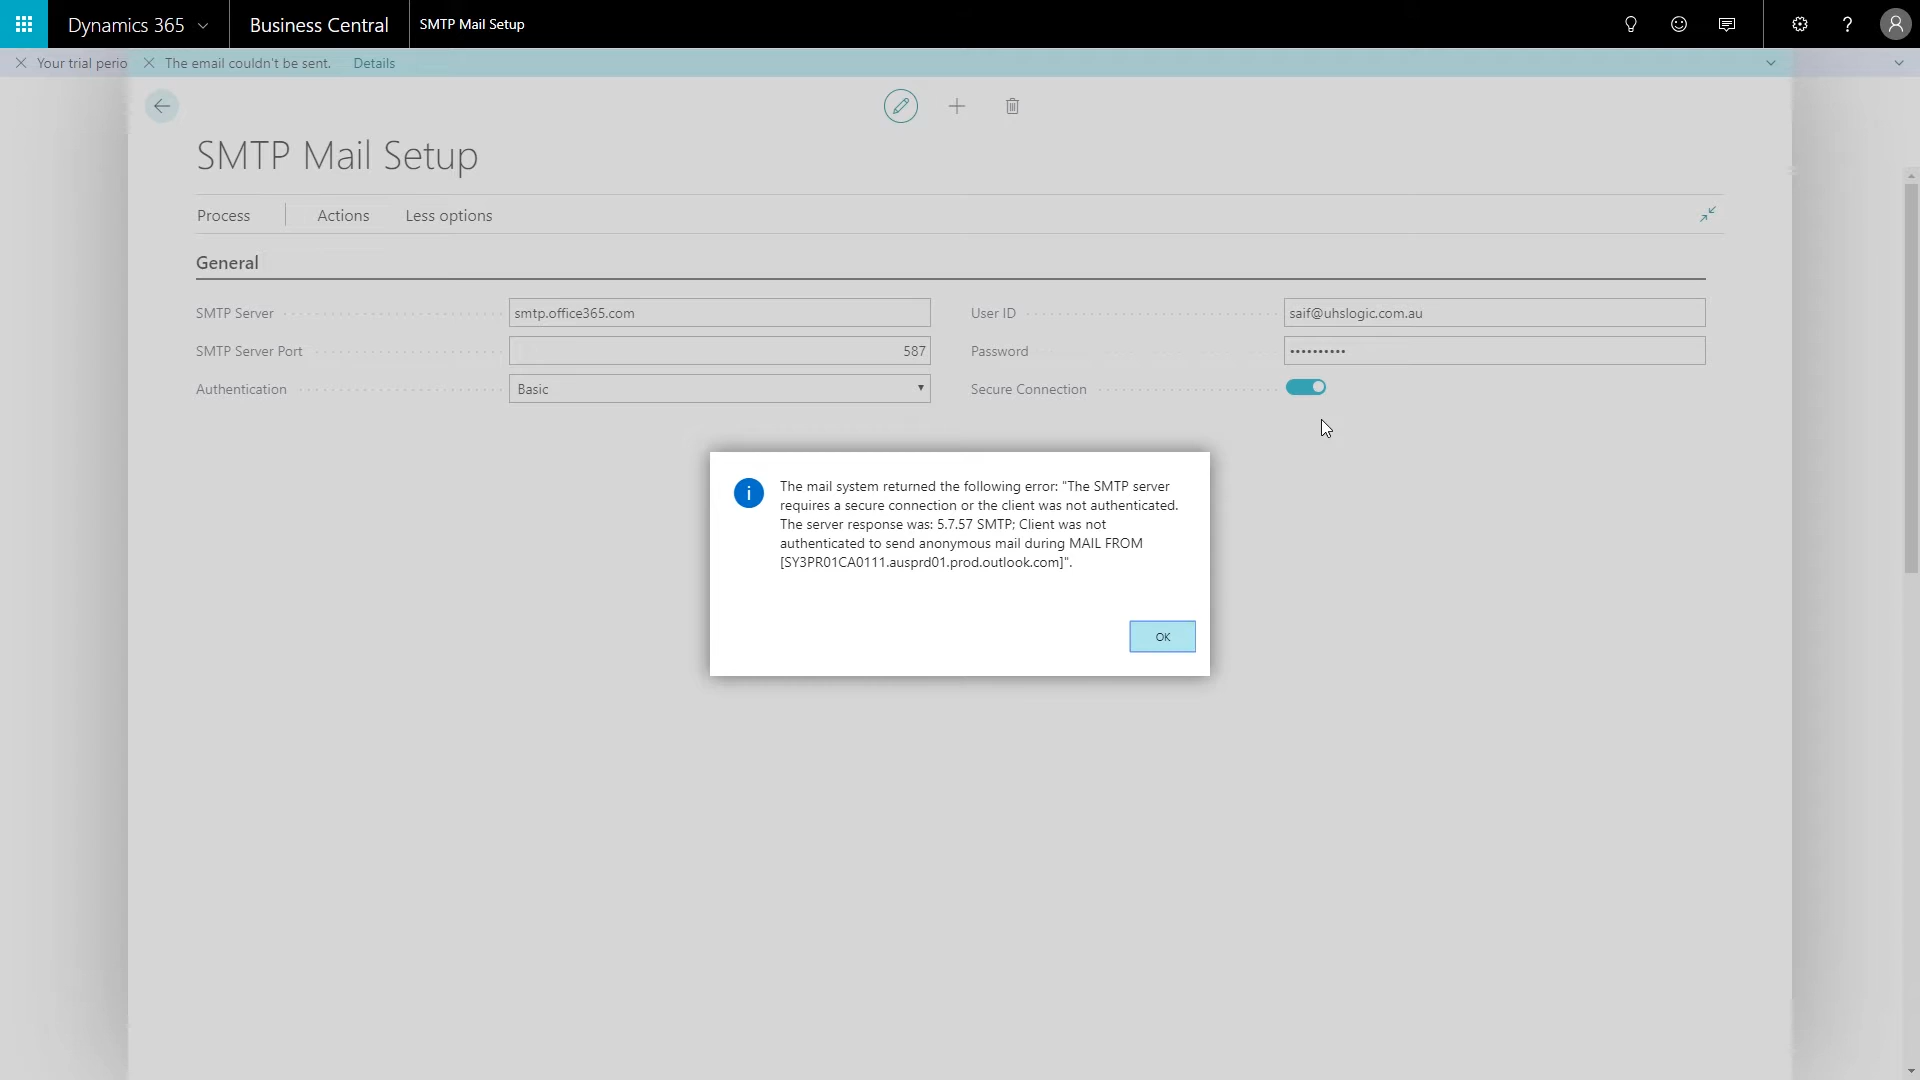 Dynamics 365
Business Central
SMTP Mail Setup
?
Your trial perio
The email couldn't be sent.
Details
SMTP Mail Setup
Process
Actions
Less options
General
SMTP Server
smtp.office365.com
User ID
saif@uhslogic.com.au
SMTP Server Port
587
Password
••••••••••
Authentication
Basic
Secure Connection
i
The mail system returned the following error: "The SMTP server
requires a secure connection or the client was not authenticated.
The server response was: 5.7.57 SMTP; Client was not
authenticated to send anonymous mail during MAIL FROM
[SY3PR01CA0111.ausprd01.prod.outlook.com]".
OK